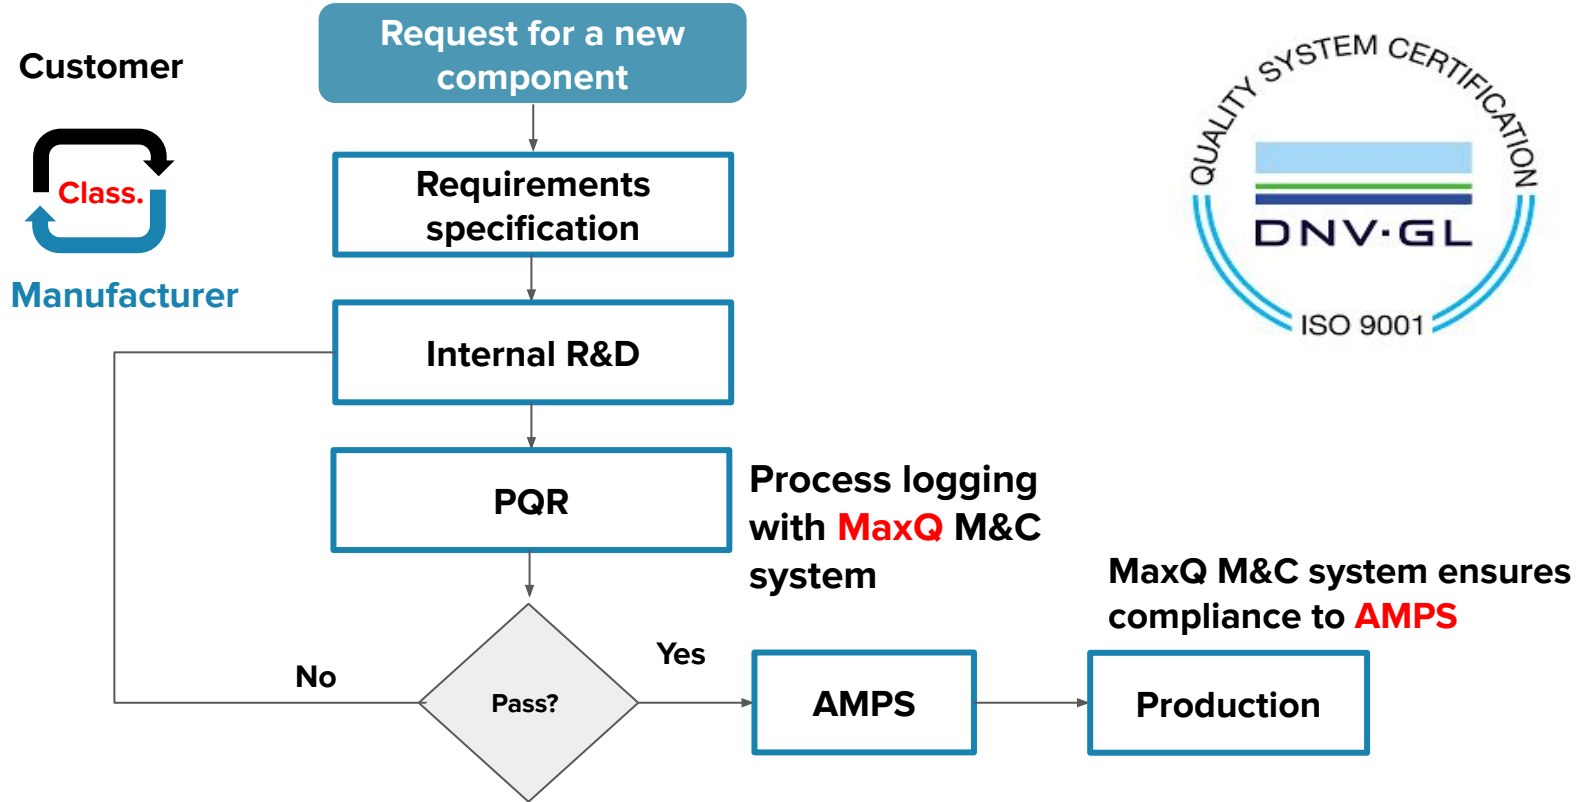 Request for a new
component
Customer
Class.
Manufacturer
Requirements
specification
Internal R&D
PQR
Process logging
with MaxQ M&C
system
MaxQ M&C system ensures
compliance to AMPS
No
Pass?
Yes
AMPS
Production
QUALITY SYSTEM CERTIFICATION
DNV·GL
ISO 9001